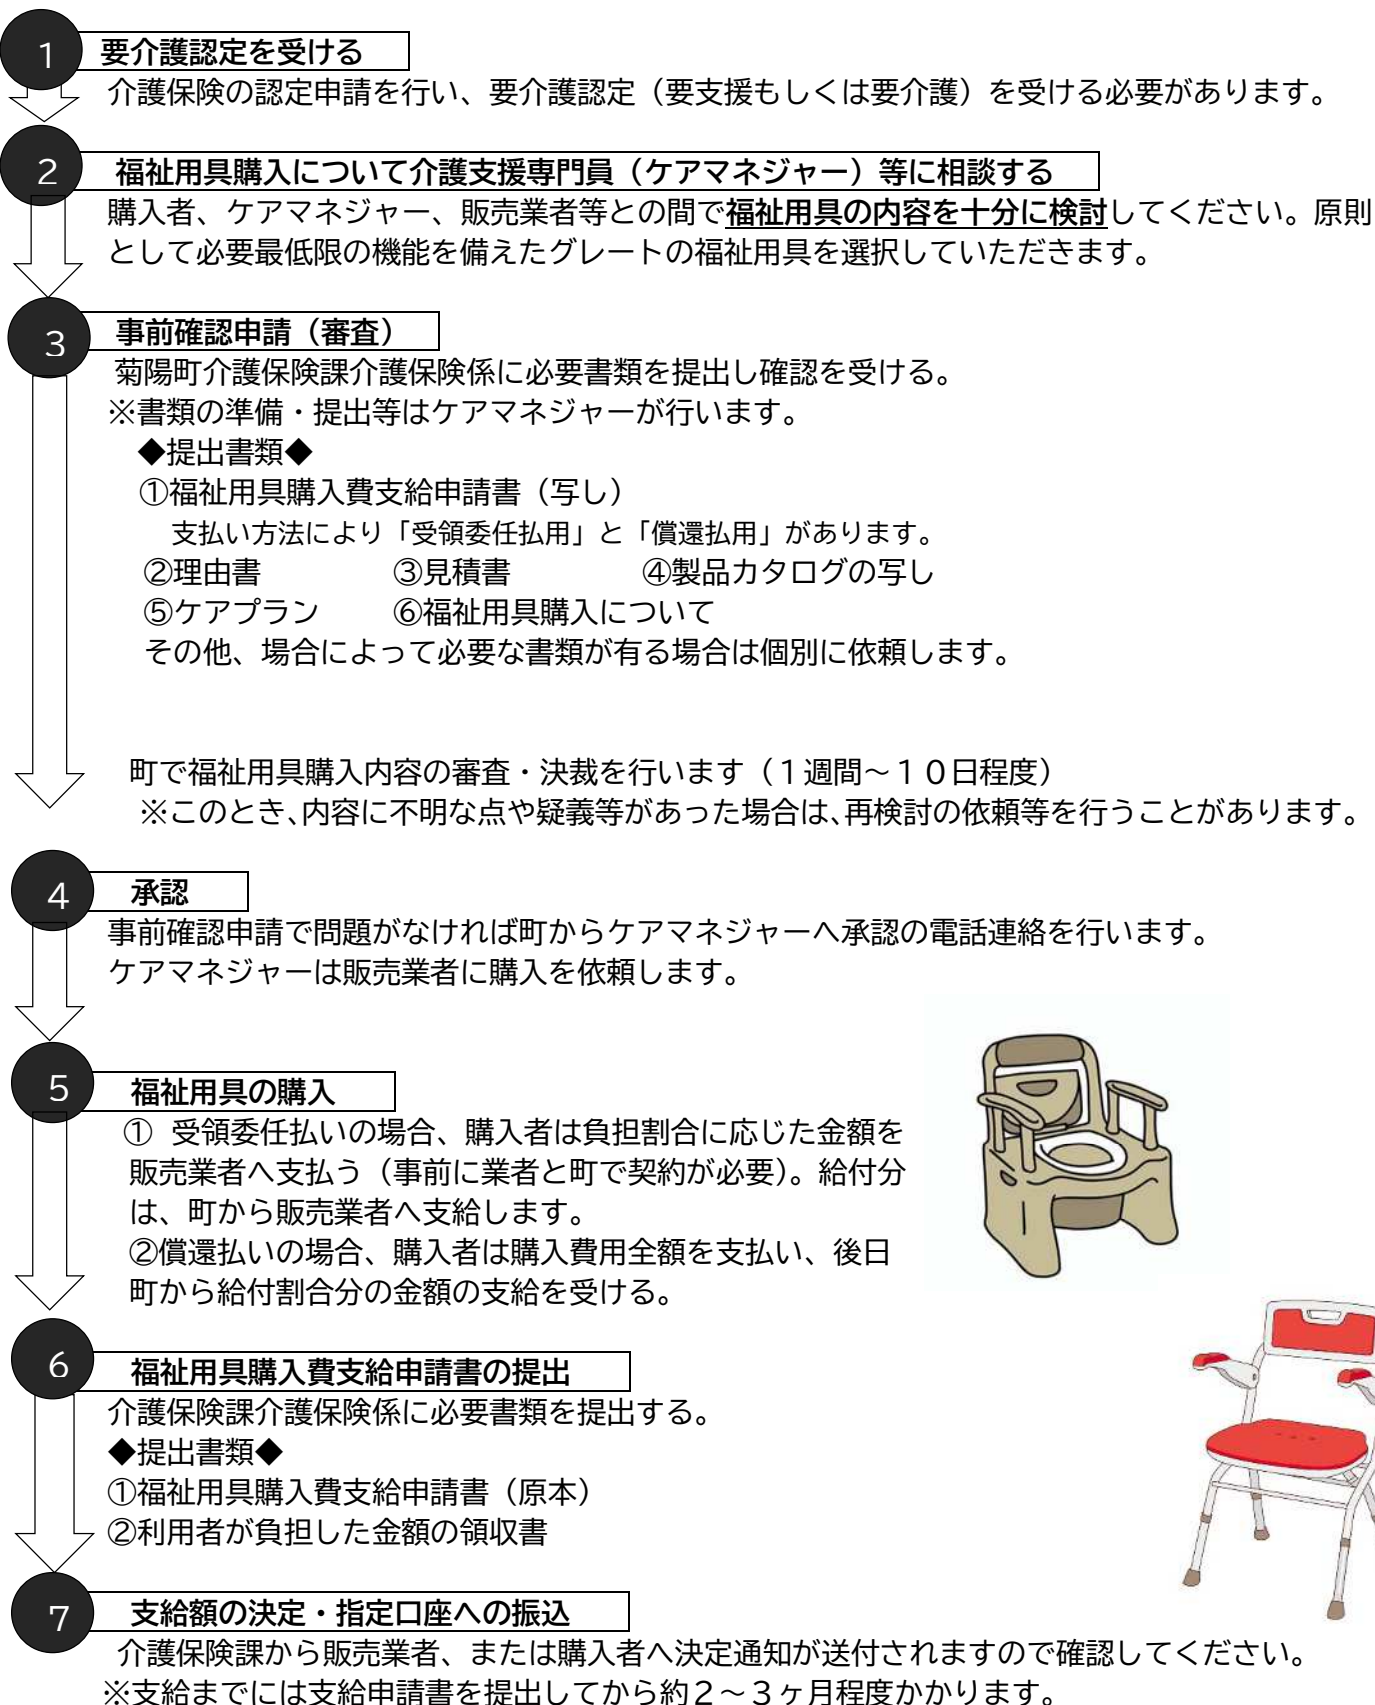 1 要介護認定を受ける
介護保険の認定申請を行い、要介護認定（要支援もしくは要介護）を受ける必要があります。
2 福祉用具購入について介護支援専門員（ケアマネジャー）等に相談する
購入者、ケアマネジャー、販売業者等との間で福祉用具の内容を十分に検討してください。原則
として必要最低限の機能を備えたグレートの福祉用具を選択していただきます。
3 事前確認申請（審査）
菊陽町介護保険課介護保険係に必要書類を提出し確認を受ける。
※書類の準備・提出等はケアマネジャーが行います。
◆提出書類◆
①福祉用具購入費支給申請書（写し）
支払い方法により「受領委任払用」と「償還払用」があります。
②理由書 ③見積書 ④製品カタログの写し
⑤ケアプラン ⑥福祉用具購入について
その他、場合によって必要な書類が有る場合は個別に依頼します。
町で福祉用具購入内容の審査・決裁を行います（１週間～１０日程度）
※このとき、内容に不明な点や疑義等があった場合は、再検討の依頼等を行うことがあります。
4 承認
事前確認申請で問題がなければ町からケアマネジャーへ承認の電話連絡を行います。
ケアマネジャーは販売業者に購入を依頼します。
5 福祉用具の購入
① 受領委任払いの場合、購入者は負担割合に応じた金額を
販売業者へ支払う（事前に業者と町で契約が必要）。給付分
は、町から販売業者へ支給します。
②償還払いの場合、購入者は購入費用全額を支払い、後日
町から給付割合分の金額の支給を受ける。
6 福祉用具購入費支給申請書の提出
介護保険課介護保険係に必要書類を提出する。
◆提出書類◆
①福祉用具購入費支給申請書（原本）
②利用者が負担した金額の領収書
7 支給額の決定・指定口座への振込
介護保険課から販売業者、または購入者へ決定通知が送付されますので確認してください。
※支給までには支給申請書を提出してから約２～３ヶ月程度かかります。